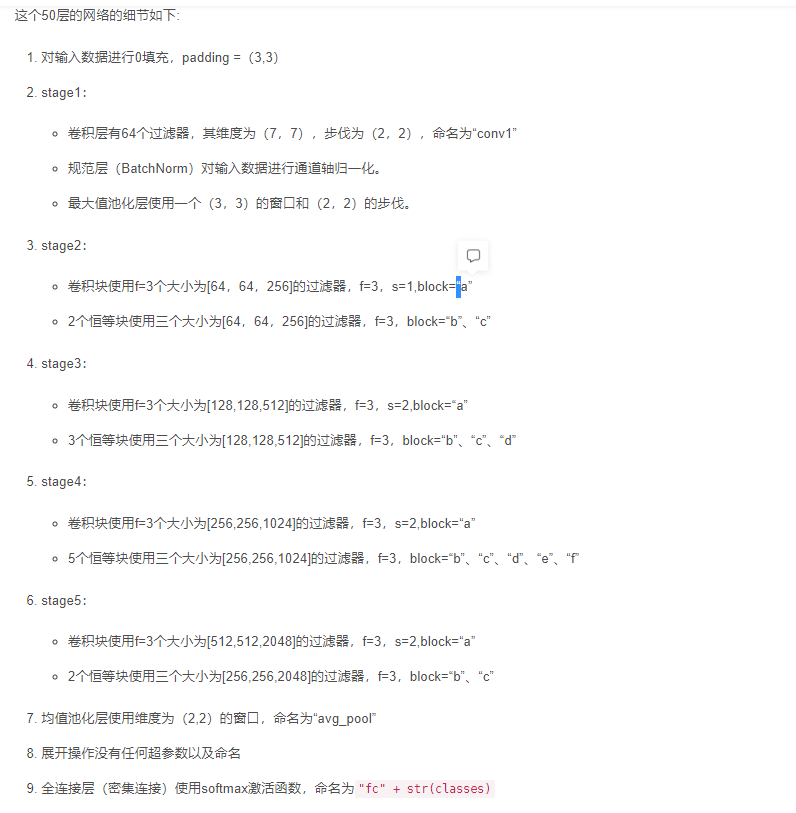 这个50层的网络的细节如下:
1. 对输入数据进行0填充，padding =（3,3）
2. stage1：
卷积层有64个过滤器，其维度为（7，7），步伐为（2，2），命名为“conv1”
规范层（BatchNorm）对输入数据进行通道轴归一化。
最大值池化层使用一个（3，3）的窗口和（2，2）的步伐。
3. stage2：
卷积块使用f=3个大小为[64，64，256]的过滤器，f=3，s=1,block=“a”
2个恒等块使用三个大小为[64，64，256]的过滤器，f=3，block=“b”、“c”
4. stage3：
卷积块使用f=3个大小为[128,128,512]的过滤器，f=3，s=2,block=“a”
3个恒等块使用三个大小为[128,128,512]的过滤器，f=3，block=“b”、“c”、“d”
5. stage4：
卷积块使用f=3个大小为[256,256,1024]的过滤器，f=3，s=2,block=“a”
5个恒等块使用三个大小为[256,256,1024]的过滤器，f=3，block=“b”、“c”、“d”、“e”、“f”
6. stage5：
卷积块使用f=3个大小为[512,512,2048]的过滤器，f=3，s=2,block=“a”
2个恒等块使用三个大小为[256,256,2048]的过滤器，f=3，block=“b”、“c”
7. 均值池化层使用维度为（2,2）的窗口，命名为“avg_pool”
8. 展开操作没有任何超参数以及命名
9. 全连接层（密集连接）使用softmax激活函数，命名为 "fc" + str(classes)